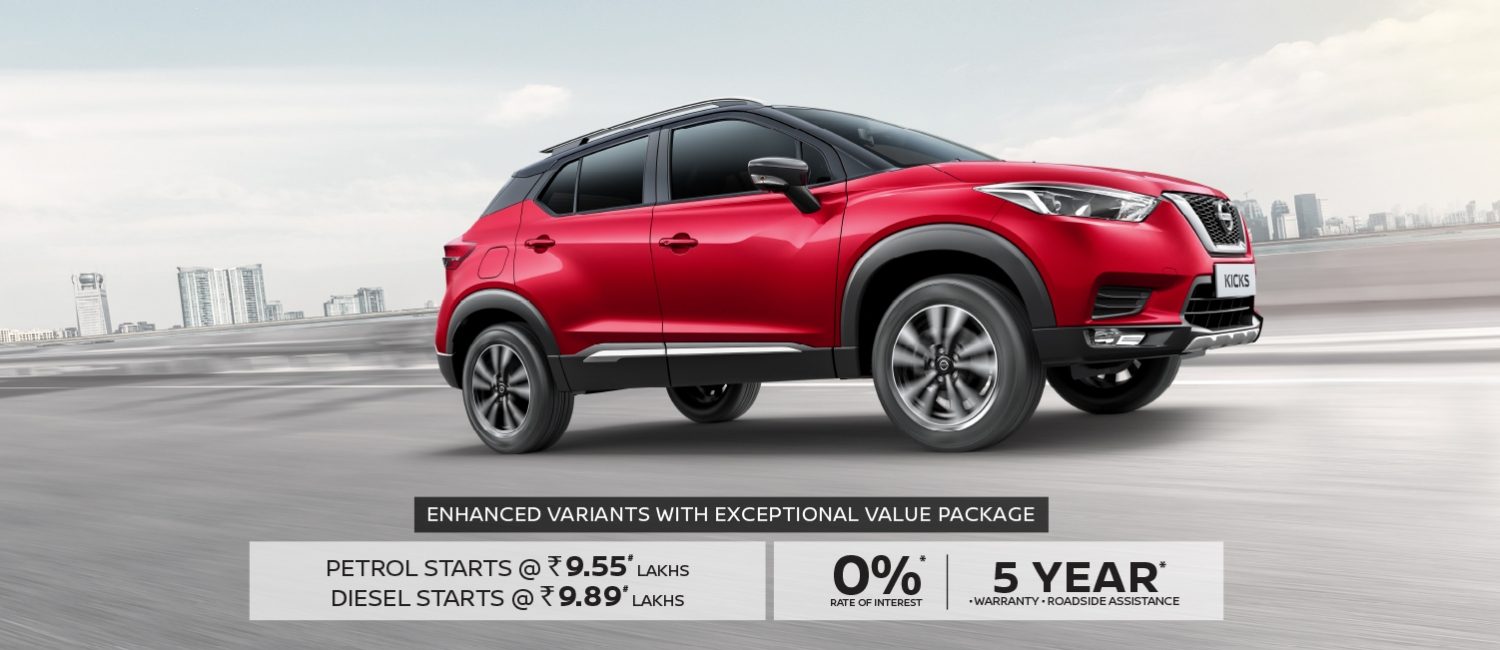 KICKS
ENHANCED VARIANTS WITH EXCEPTIONAL VALUE PACKAGE
PETROL STARTS @ ₹ 9.55# LAKHS
DIESEL STARTS @ ₹ 9.89# LAKHS
0%*
RATE OF INTEREST
5 YEAR*
•WARRANTY •ROADSIDE ASSISTANCE